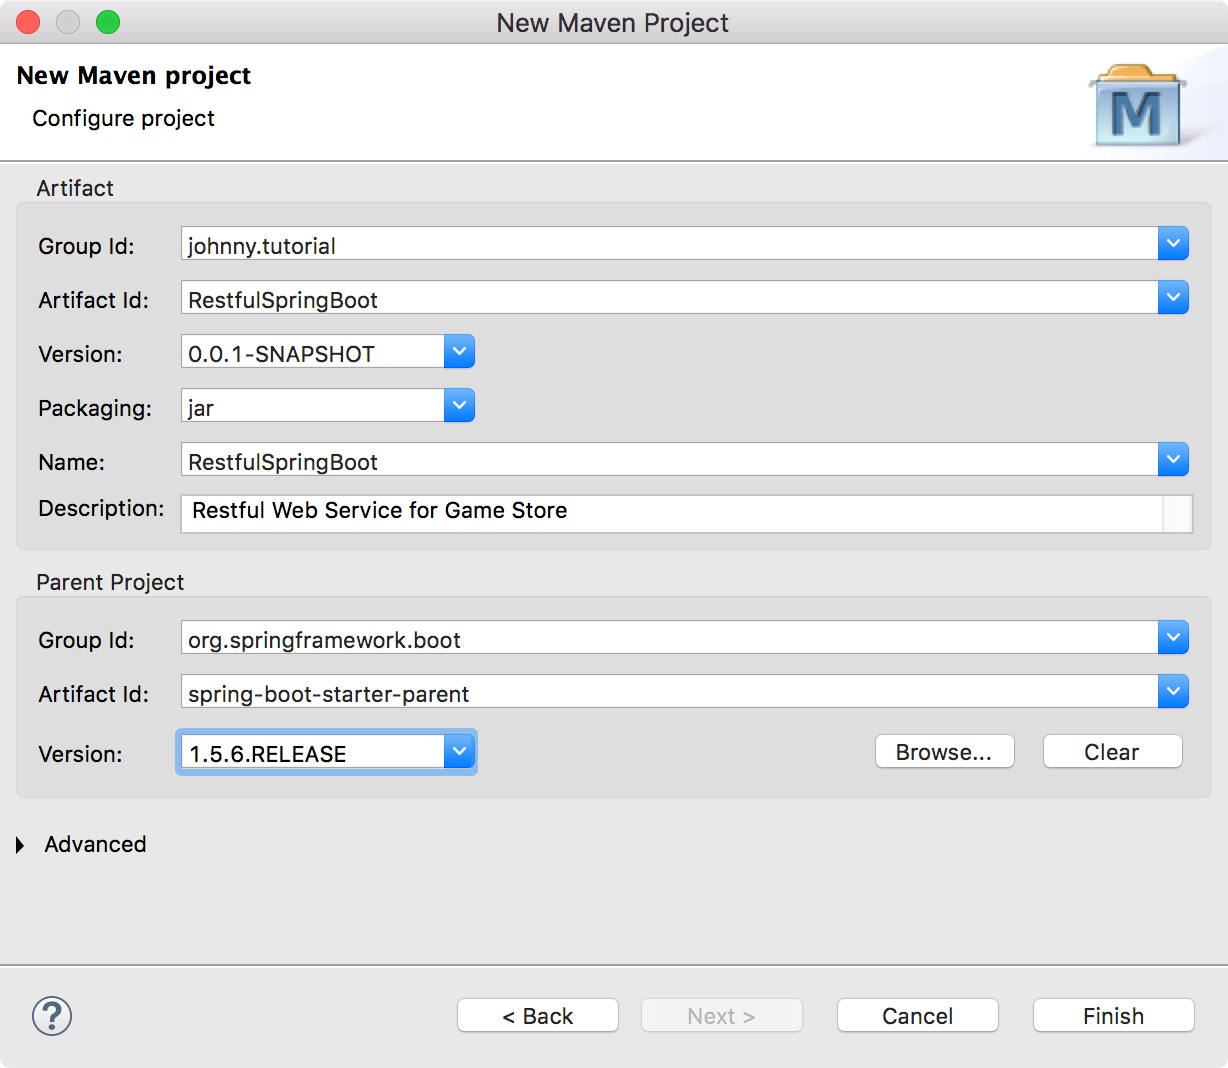 New Maven Project
New Maven project
Configure project
M
Artifact
Group Id: johnny.tutorial
Artifact Id: RestfulSpringBoot
Version: 0.0.1-SNAPSHOT
Packaging: jar
Name: RestfulSpringBoot
Description: Restful Web Service for Game Store
Parent Project
Group Id: org.springframework.boot
Artifact Id: spring-boot-starter-parent
Version: 1.5.6.RELEASE Browse... Clear
Advanced
? < Back Next > Cancel Finish